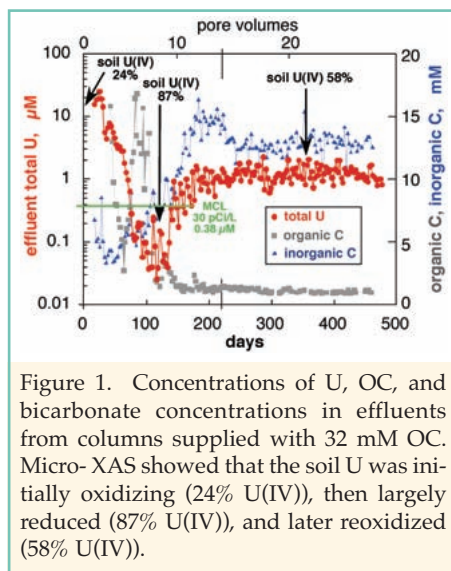 pore volumes
0 10 20
100
10
1
0.1
0.01
effluent total U, µM
soil U(IV)
24%
soil U(IV)
87%
soil U(IV) 58%
MCL
30 pCi/L
0.38 µM
total U
organic C
inorganic C
20
15
10
5
0
organic C, inorganic C, mM
0 100 200 300 400 500
days
Figure 1. Concentrations of U, OC, and
bicarbonate concentrations in effluents
from columns supplied with 32 mM OC.
Micro- XAS showed that the soil U was ini-
tially oxidizing (24% U(IV)), then largely
reduced (87% U(IV)), and later reoxidized
(58% U(IV)).